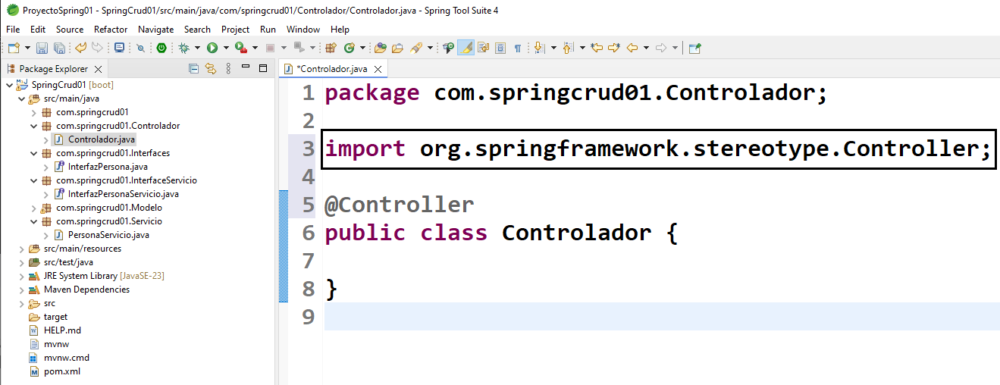 ProyectoSpring01 - SpringCrud01/src/main/java/com/springcrud01/Controlador/Controlador.java - Spring Tool Suite 4
File Edit Source Refactor Navigate Search Project Run Window Help
Package Explorer
SpringCrud01 [boot]
src/main/java
com.springcrud01
com.springcrud01.Controlador
Controlador.java
com.springcrud01.Interfaces
InterfazPersona.java
com.springcrud01.InterfaceServicio
InterfazPersonaServicio.java
com.springcrud01.Modelo
com.springcrud01.Servicio
PersonaServicio.java
src/main/resources
src/test/java
JRE System Library [JavaSE-23]
Maven Dependencies
src
target
HELP.md
mvnw
mvnw.cmd
pom.xml
*Controlador.java
1 package com.springcrud01.Controlador;
2
3 import org.springframework.stereotype.Controller;
4
5 @Controller
6 public class Controlador {
7
8 }
9